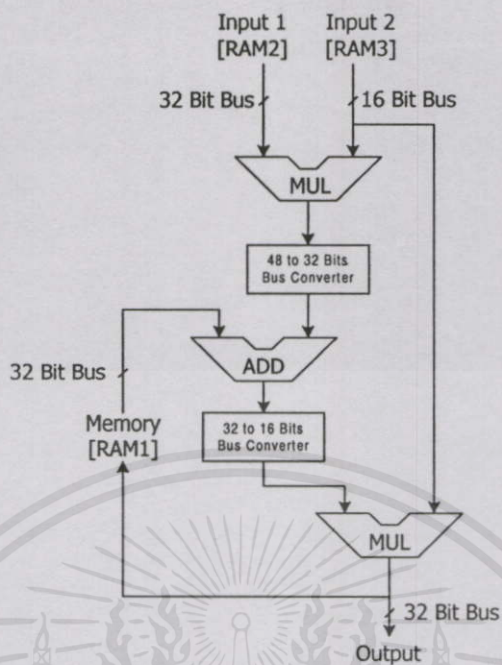 Input 1 Input 2
[RAM2] [RAM3]
32 Bit Bus 16 Bit Bus
MUL
48 to 32 Bits
Bus Converter
ADD
32 Bit Bus
Memory
[RAM1]
32 to 16 Bits
Bus Converter
MUL
32 Bit Bus
Output